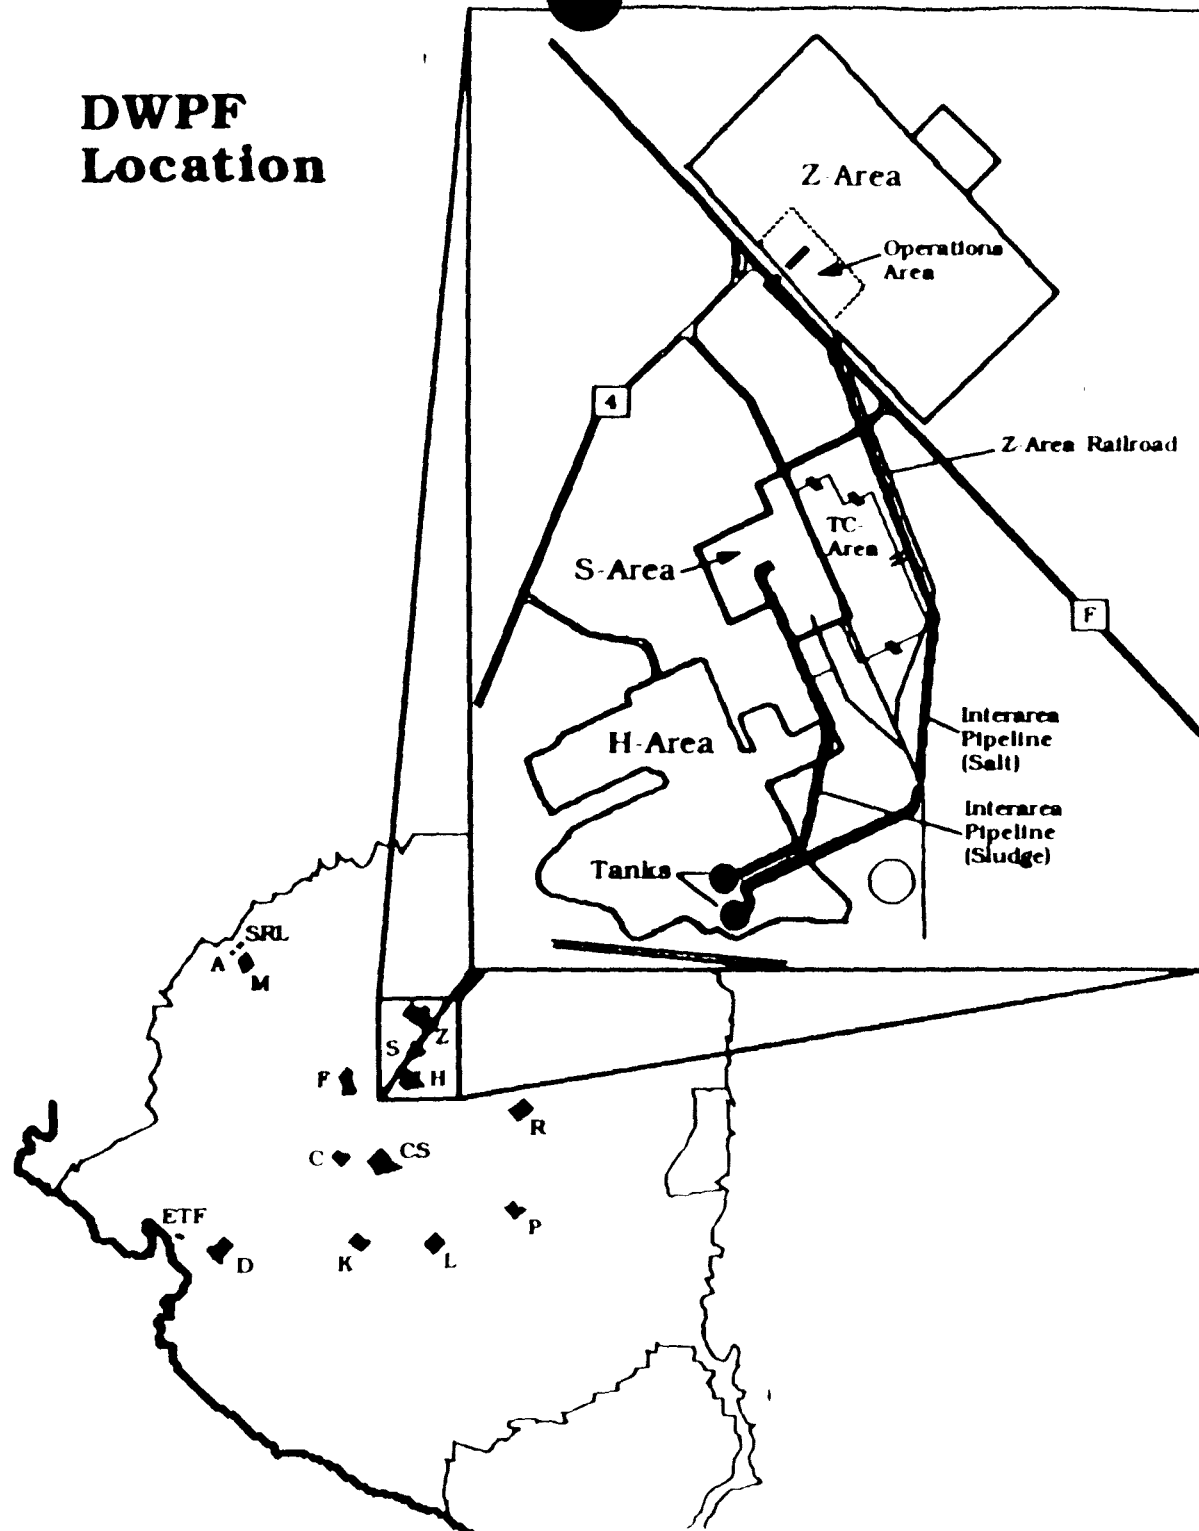 DWPF
Location
Z-Area
Operations
Area
4
Z-Area Railroad
TC-
Area
S-Area
F
Interarea
Pipeline
(Salt)
H-Area
Interarea
Pipeline
(Sludge)
Tanks
SRL
A
M
Z
S
F
H
R
C
CS
ETF
P
D
K
L